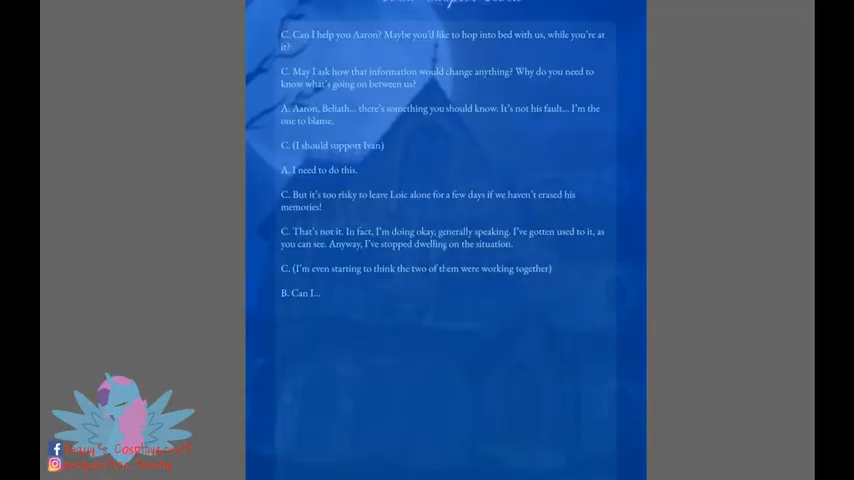 C. Can I help you Aaron? Maybe you'd like to hop into bed with us, while you're at
it?
C. May I ask how that information would change anything? Why do you need to
know what's going on between us?
A. Aaron, Beliath... there's something you should know. It's not his fault... I'm the
one to blame.
C. (I should support Ivan)
A. I need to do this.
C. But it's too risky to leave Loic alone for a few days if we haven't erased his
memories!
C. That's not it. In fact, I'm doing okay, generally speaking. I've gotten used to it, as
you can see. Anyway, I've stopped dwelling on the situation.
C. (I'm even starting to think the two of them were working together)
B. Can I...